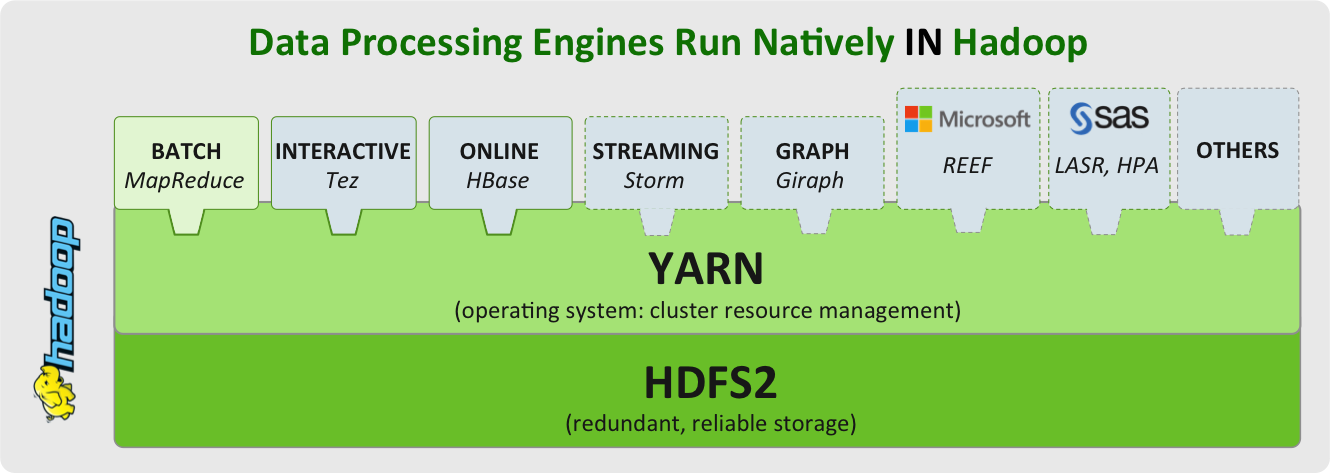 Data Processing Engines Run Natively IN Hadoop
BATCH
MapReduce
INTERACTIVE
Tez
ONLINE
HBase
STREAMING
Storm
GRAPH
Giraph
Microsoft
REEF
sas
LASR, HPA
OTHERS
hadoop
YARN
(operating system: cluster resource management)
HDFS2
(redundant, reliable storage)